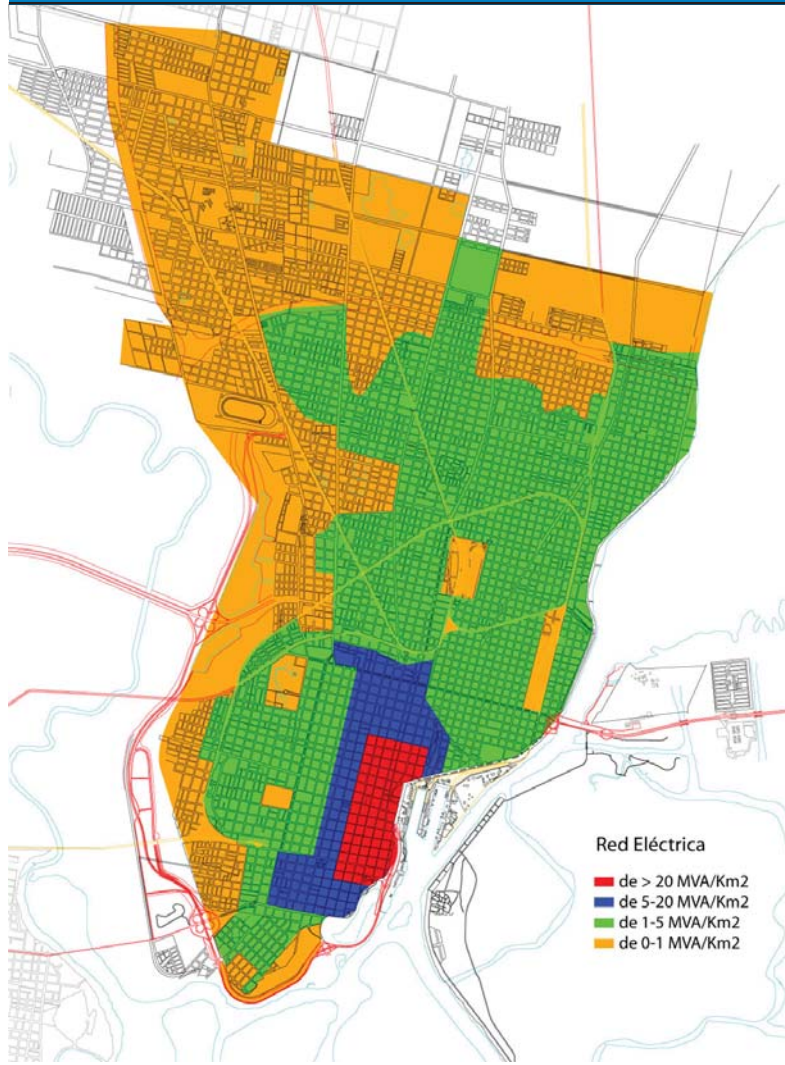 Red Eléctrica
de > 20 MVA/Km2
de 5-20 MVA/Km2
de 1-5 MVA/Km2
de 0-1 MVA/Km2